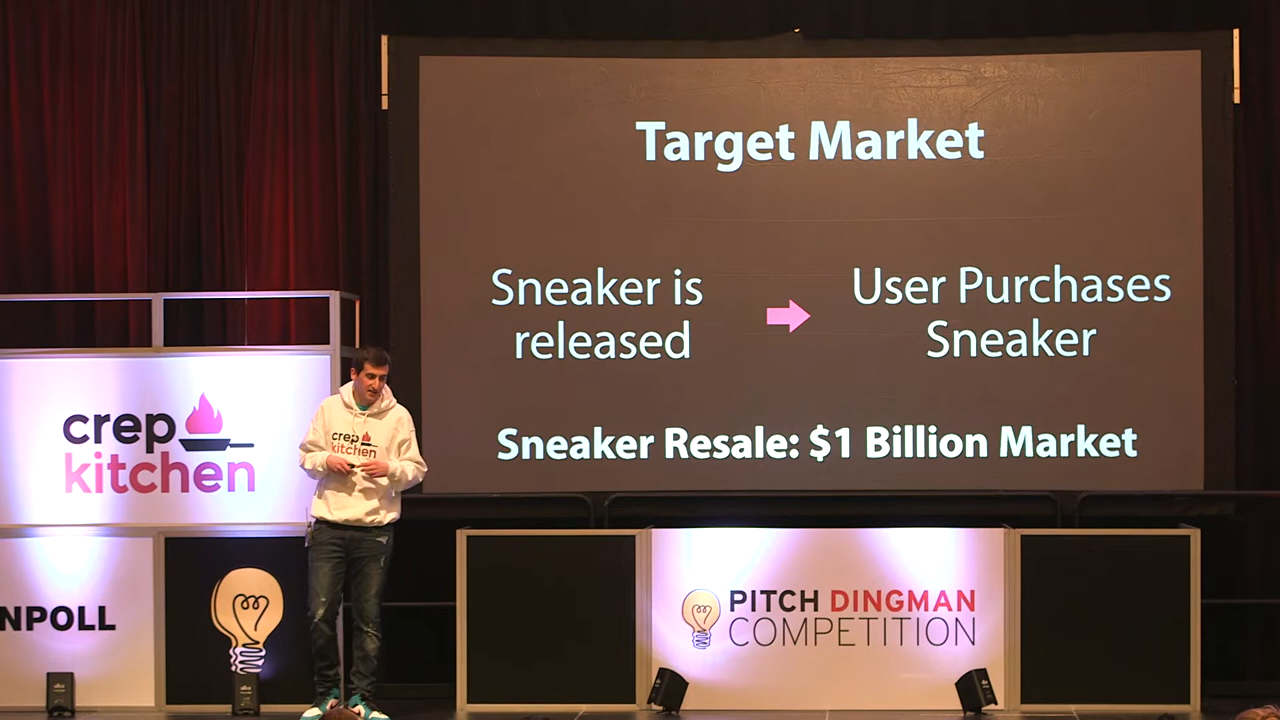 Target Market
Sneaker is
released
User Purchases
Sneaker
Sneaker Resale: $1 Billion Market
crep
kitchen
crep
kitchen
NPOLL
PITCH DINGMAN
COMPETITION